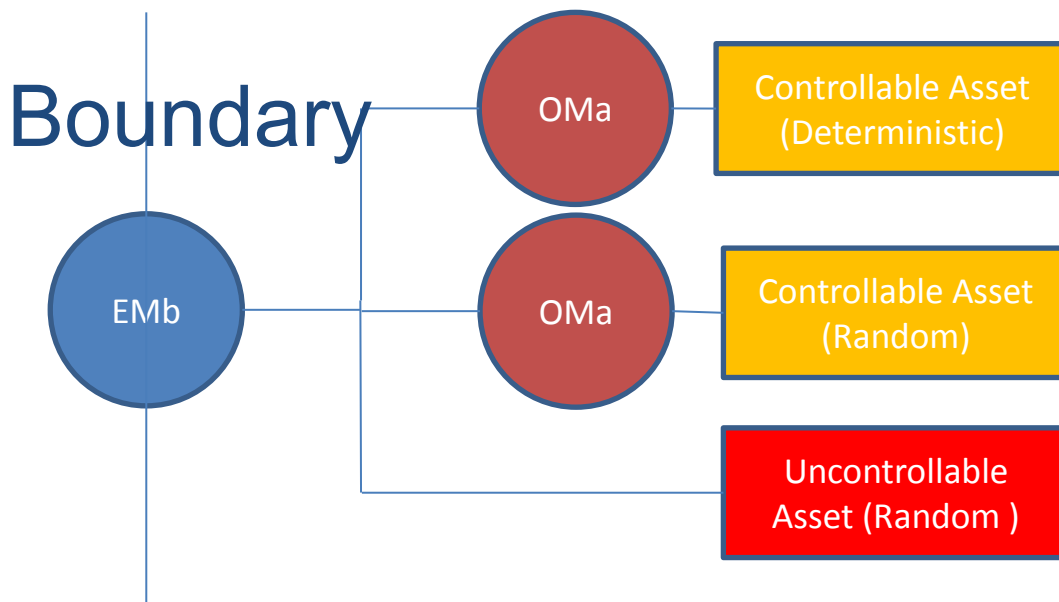 Boundary
OMa
Controllable Asset
(Deterministic)
EMb
OMa
Controllable Asset
(Random)
Uncontrollable
Asset (Random )